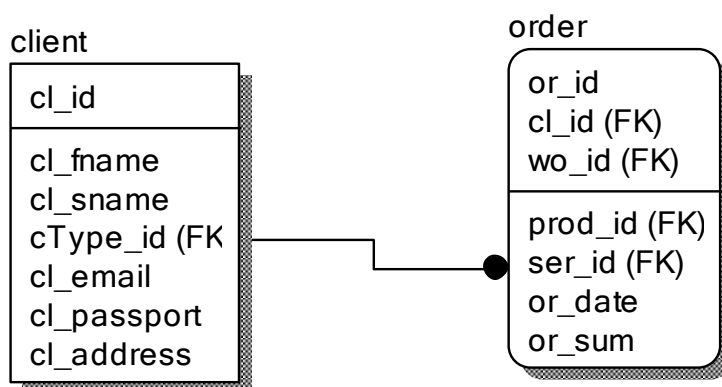 client
cl_id
cl_fname
cl_sname
cType_id (FK
cl_email
cl_passport
cl_address
order
or_id
cl_id (FK)
wo_id (FK)
prod_id (FK)
ser_id (FK)
or_date
or_sum